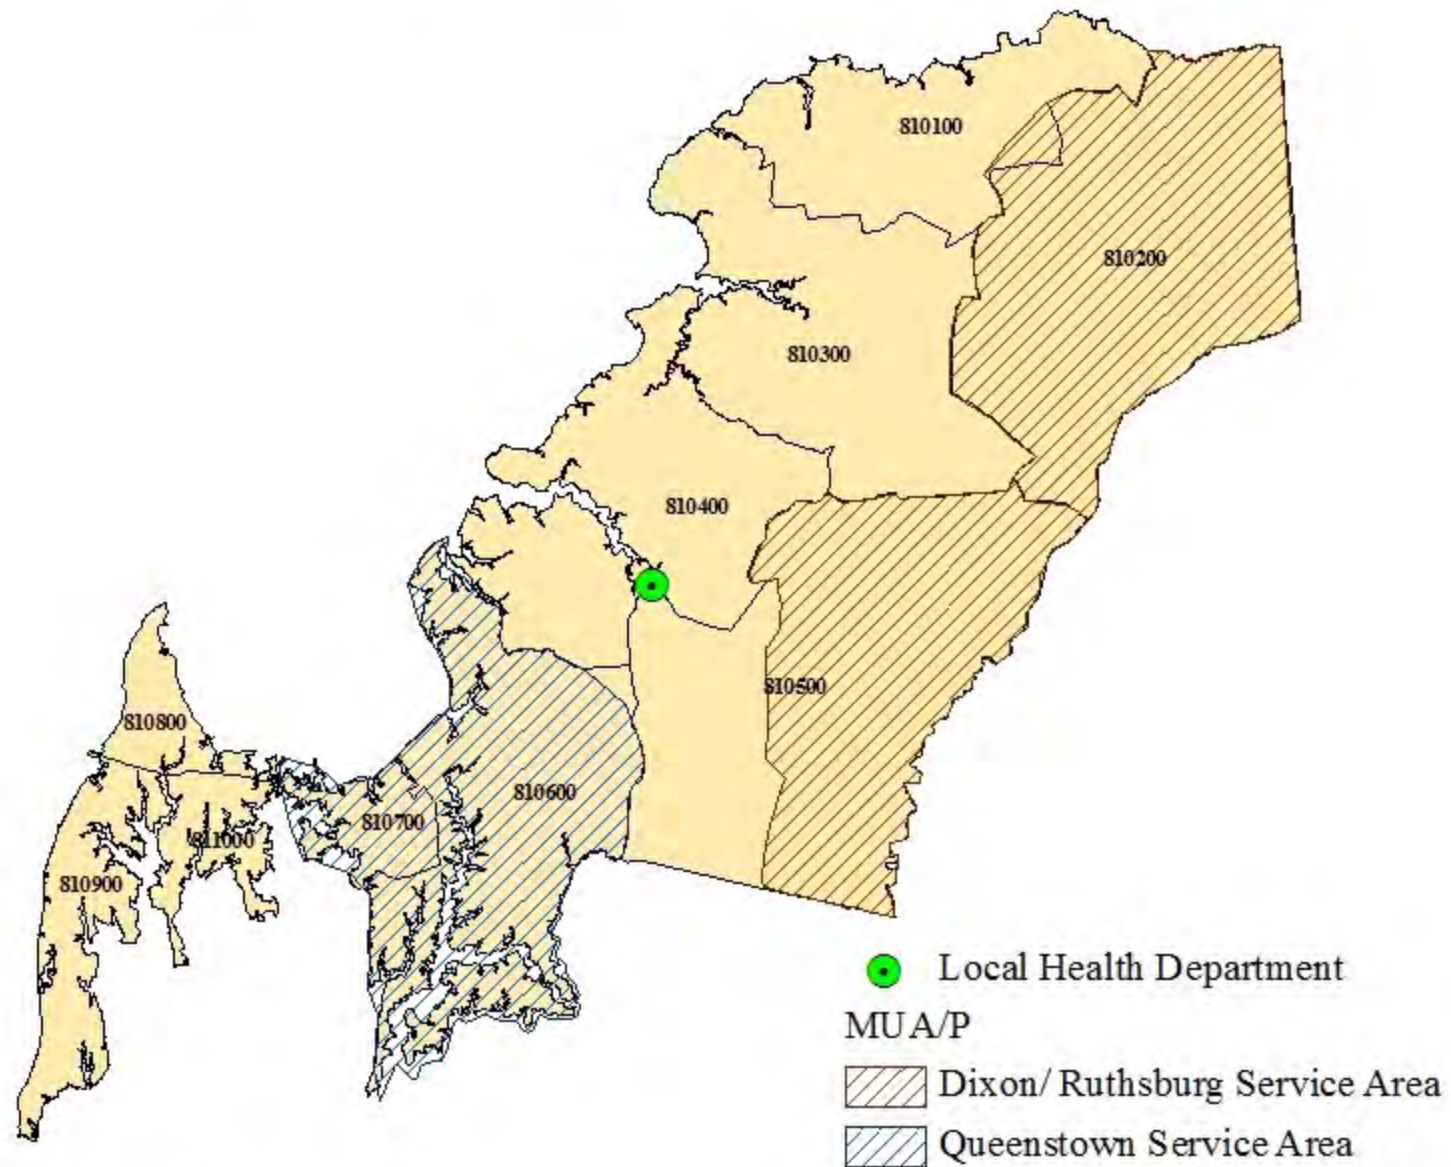 810100
810200
810300
810400
810500
810800
810600
810700
811000
810900
Local Health Department
MUA/P
Dixon/ Ruthsburg Service Area
Queenstown Service Area